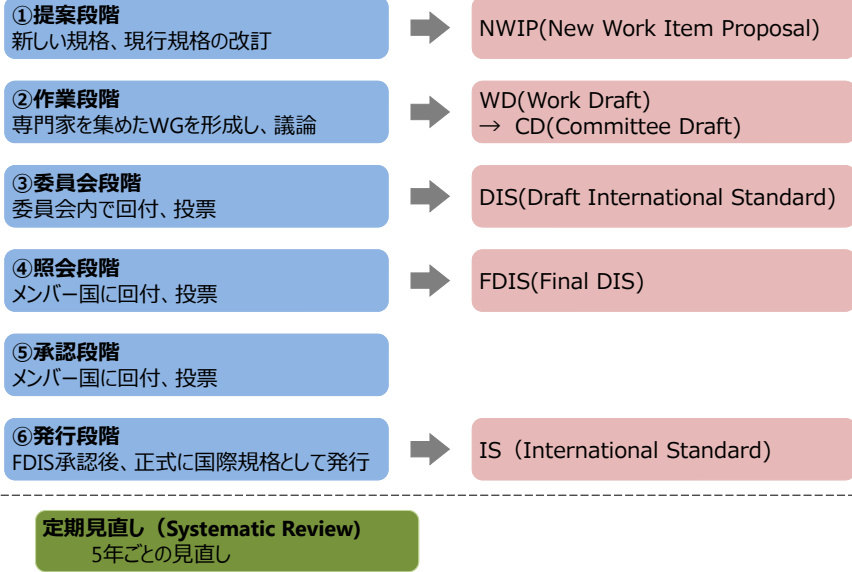 ①提案段階
新しい規格、現行規格の改訂
NWIP(New Work Item Proposal)
②作業段階
専門家を集めたWGを形成し、議論
WD(Work Draft)
→ CD(Committee Draft)
③委員会段階
委員会内で回付、投票
DIS(Draft International Standard)
④照会段階
メンバー国に回付、投票
FDIS(Final DIS)
⑤承認段階
メンバー国に回付、投票
⑥発行段階
FDIS承認後、正式に国際規格として発行
IS（International Standard)
定期見直し（Systematic Review)
5年ごとの見直し